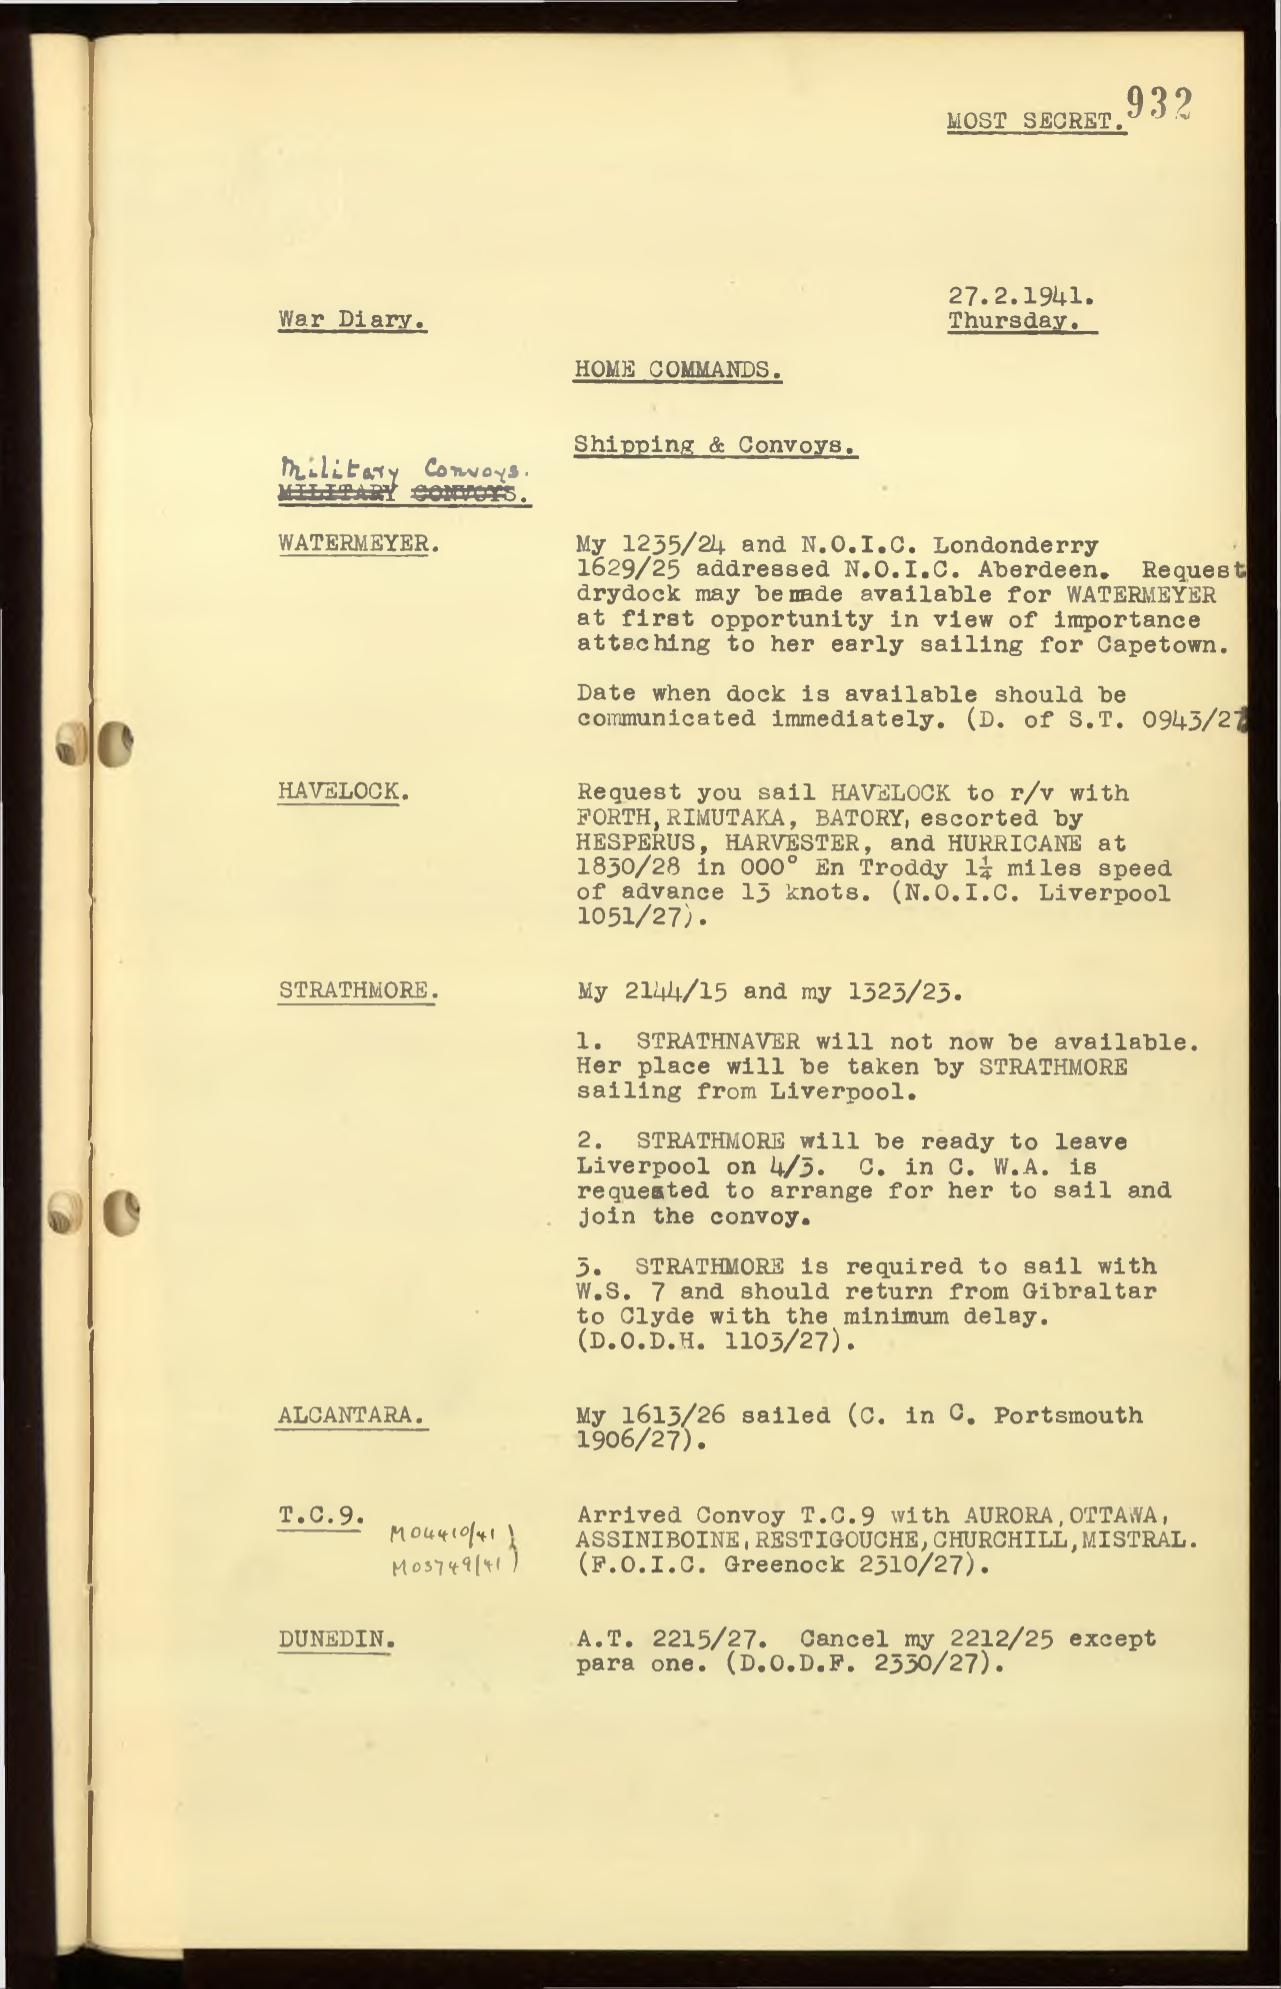 932
MOST SECRET.
27.2.1941.
War Diary.
Thursday.
HOME COMMANDS.
Shipping & Convoys.
Military Convoys.
MILITARY CONVOYS.
WATERMEYER.
My 1235/24 and N.O.I.C. Londonderry
1629/25 addressed N.O.I.C. Aberdeen. Request
drydock may be made available for WATERMEYER
at first opportunity in view of importance
attaching to her early sailing for Capetown.
Date when dock is available should be
communicated immediately. (D. of S.T. 0943/27
HAVELOCK.
Request you sail HAVELOCK to r/v with
FORTH, RIMUTAKA, BATORY, escorted by
HESPERUS, HARVESTER, and HURRICANE at
1830/28 in 000° En Troddy 1¼ miles speed
of advance 13 knots. (N.O.I.C. Liverpool
1051/27).
STRATHMORE.
My 2144/15 and my 1323/23.
1. STRATHNAVER will not now be available.
Her place will be taken by STRATHMORE
sailing from Liverpool.
2. STRATHMORE will be ready to leave
Liverpool on 4/3. C. in C. W.A. is
requested to arrange for her to sail and
join the convoy.
3. STRATHMORE is required to sail with
W.S. 7 and should return from Gibraltar
to Clyde with the minimum delay.
(D.O.D.H. 1103/27).
ALCANTARA.
My 1613/26 sailed (C. in C. Portsmouth
1906/27).
T.C.9.
M04410/41 )
M03749/41 )
Arrived Convoy T.C.9 with AURORA, OTTAWA,
ASSINIBOINE, RESTIGOUCHE, CHURCHILL, MISTRAL.
(F.O.I.C. Greenock 2310/27).
DUNEDIN.
A.T. 2215/27. Cancel my 2212/25 except
para one. (D.O.D.F. 2330/27).